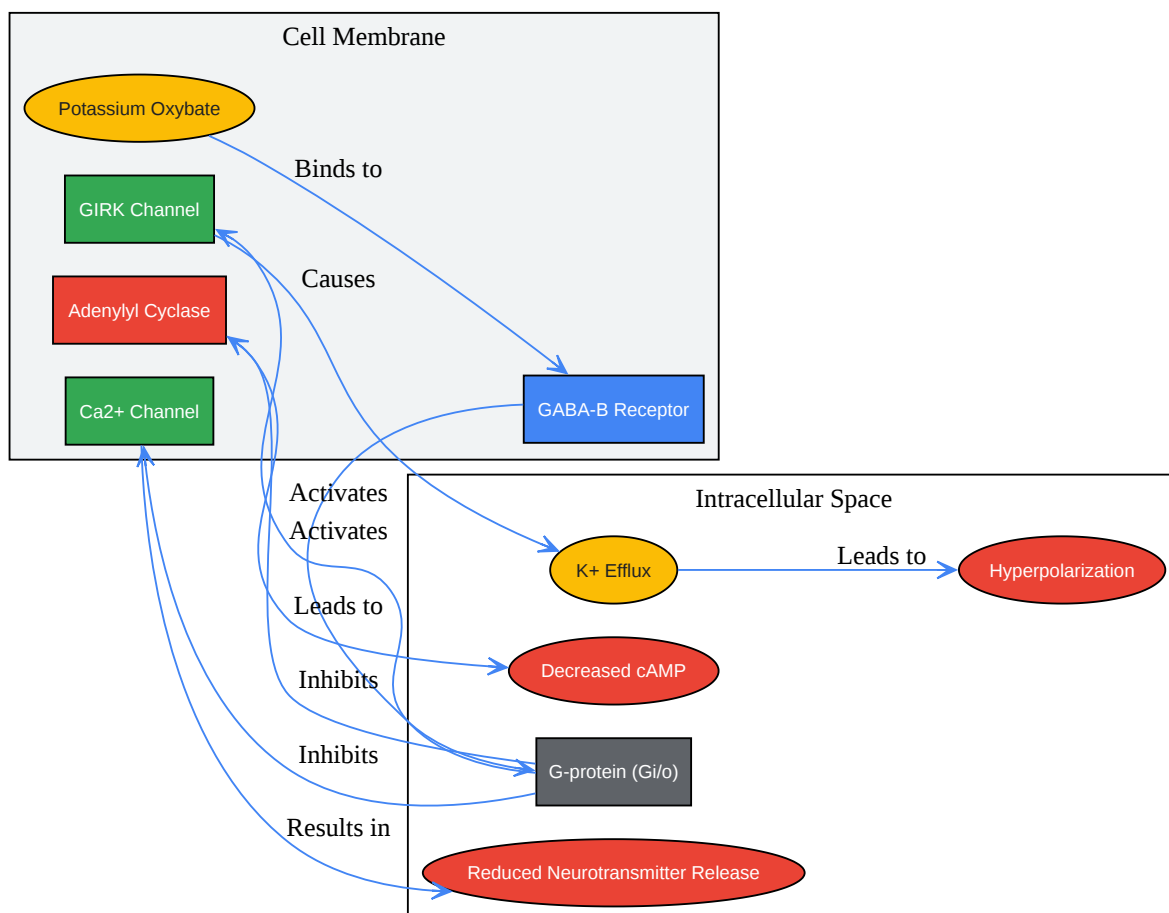 Cell Membrane
Potassium Oxybate
Binds to
GIRK Channel
Causes
Adenylyl Cyclase
Ca2+ Channel
GABA-B Receptor
Activates
Intracellular Space
Activates
K+ Efflux
Leads to
Hyperpolarization
Leads to
Decreased cAMP
Inhibits
Inhibits
G-protein (Gi/o)
Results in
Reduced Neurotransmitter Release